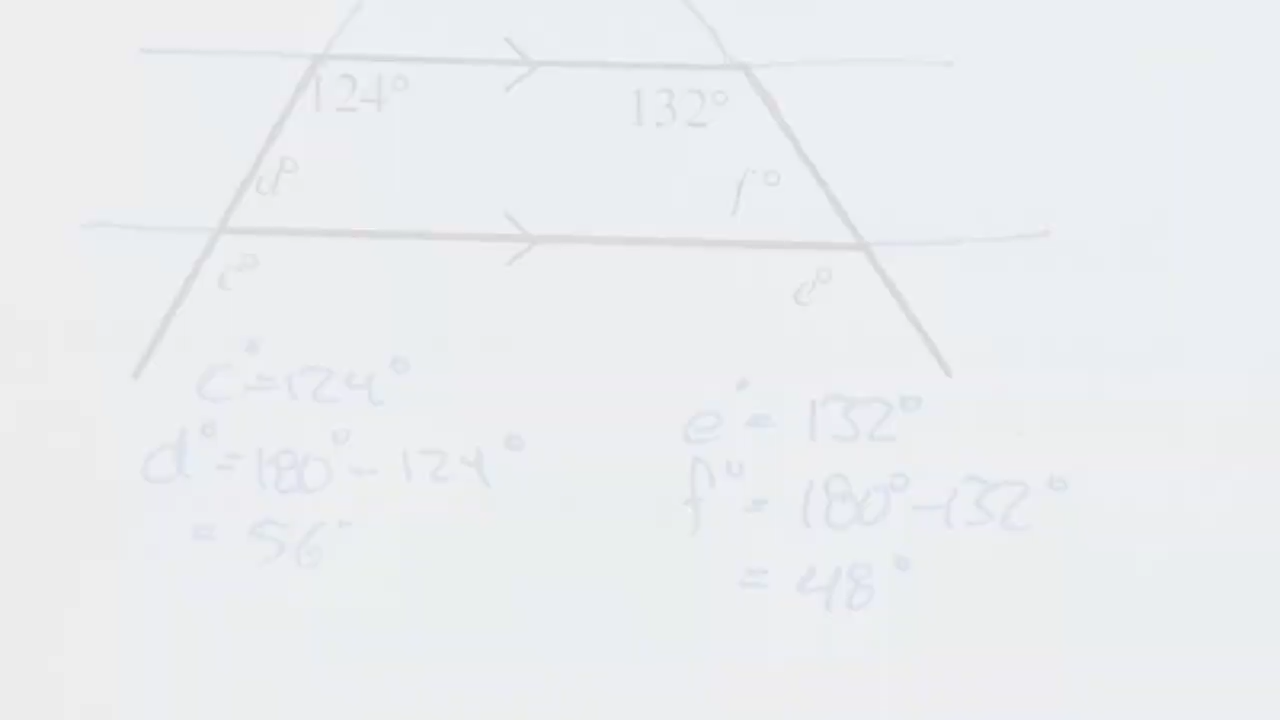 124° 132°
d° f°
c° e°
c° = 124°
d° = 180° - 124°
= 56°
e° = 132°
f° = 180° - 132°
= 48°